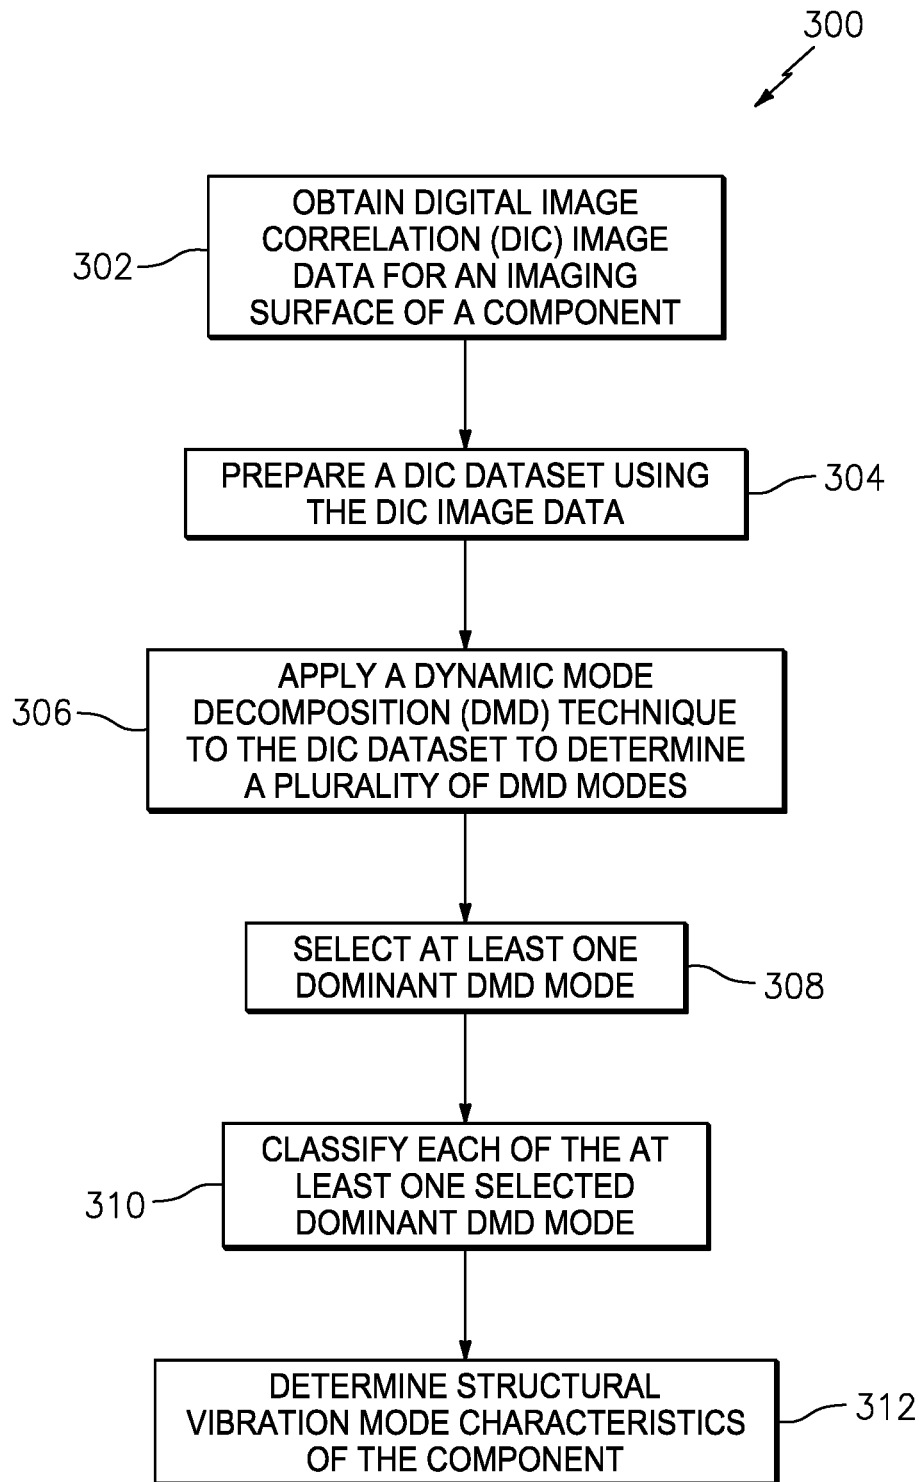 300
OBTAIN DIGITAL IMAGE
CORRELATION (DIC) IMAGE
DATA FOR AN IMAGING
SURFACE OF A COMPONENT
302
PREPARE A DIC DATASET USING
THE DIC IMAGE DATA
304
APPLY A DYNAMIC MODE
DECOMPOSITION (DMD) TECHNIQUE
TO THE DIC DATASET TO DETERMINE
A PLURALITY OF DMD MODES
306
SELECT AT LEAST ONE
DOMINANT DMD MODE
308
CLASSIFY EACH OF THE AT
LEAST ONE SELECTED
DOMINANT DMD MODE
310
DETERMINE STRUCTURAL
VIBRATION MODE CHARACTERISTICS
OF THE COMPONENT
312